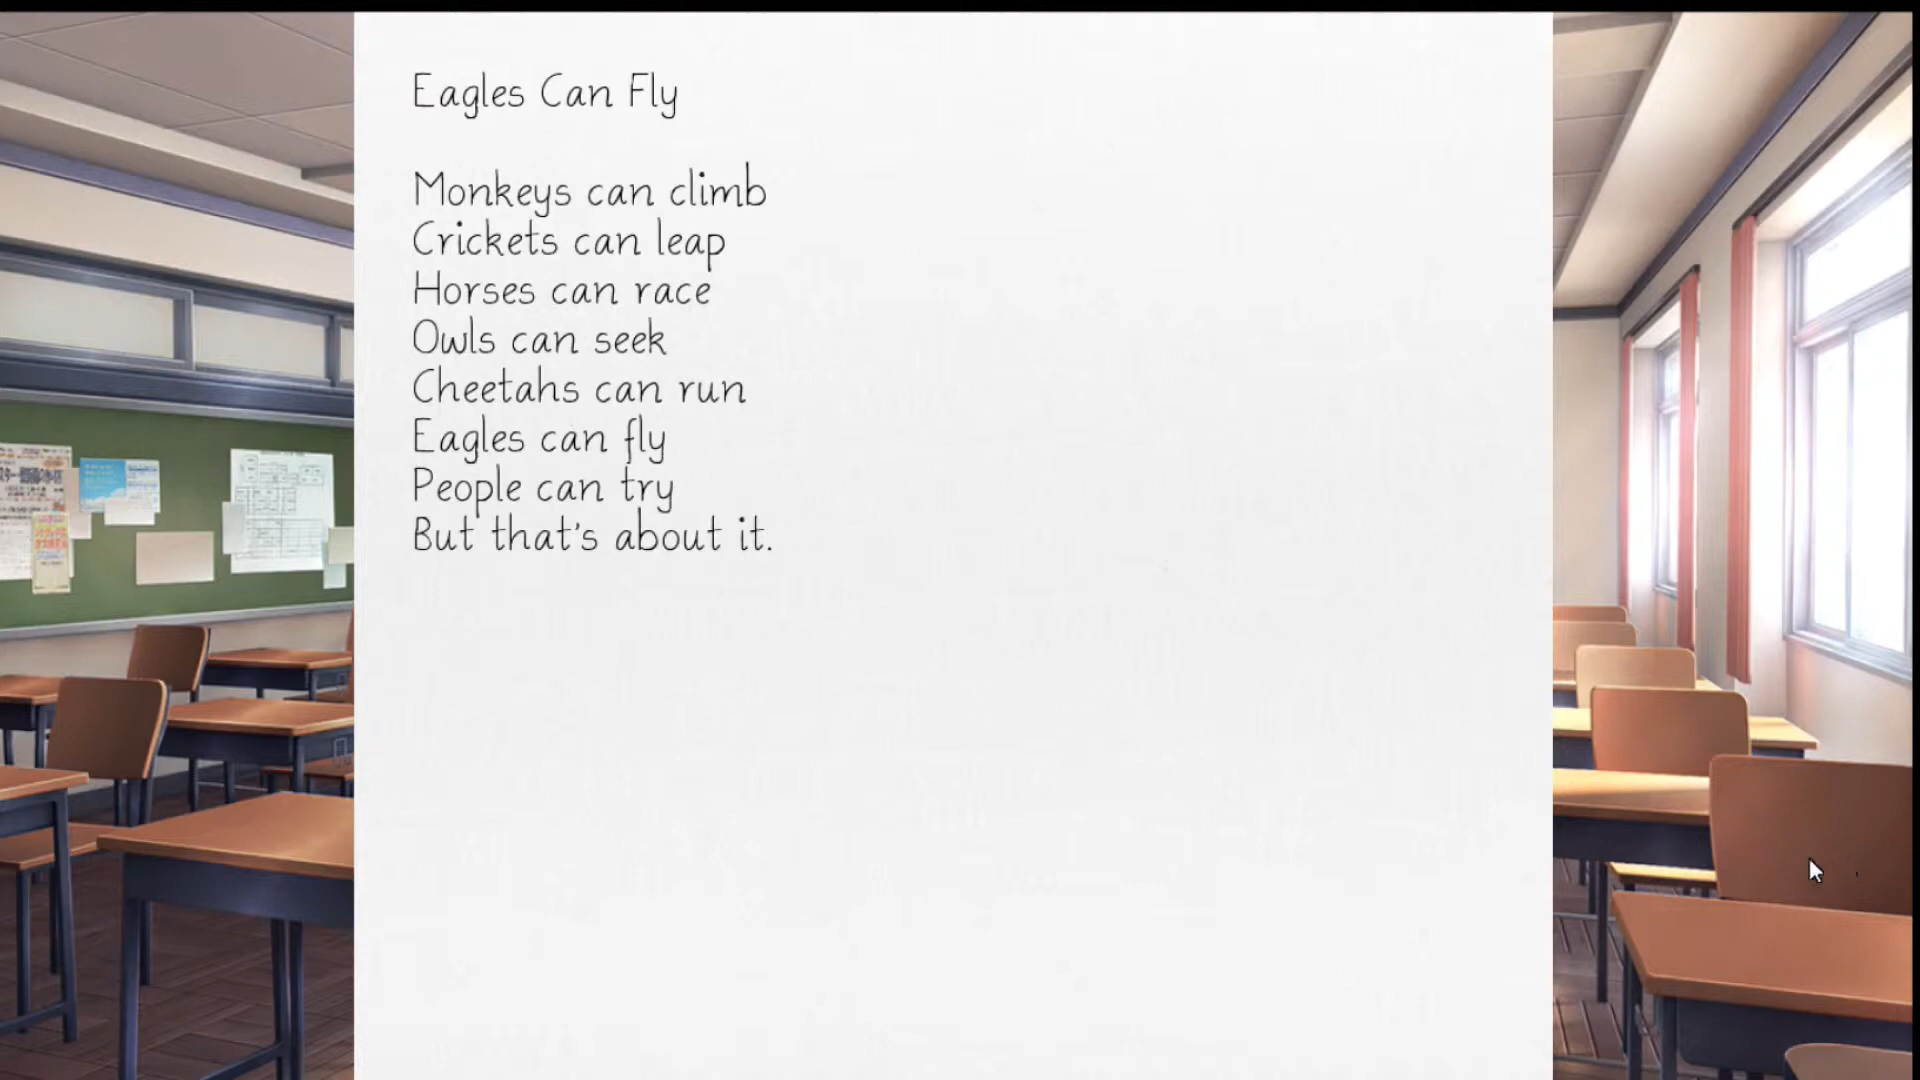 Eagles Can Fly
Monkeys can climb
Crickets can leap
Horses can race
Owls can seek
Cheetahs can run
Eagles can fly
People can try
But that's about it.